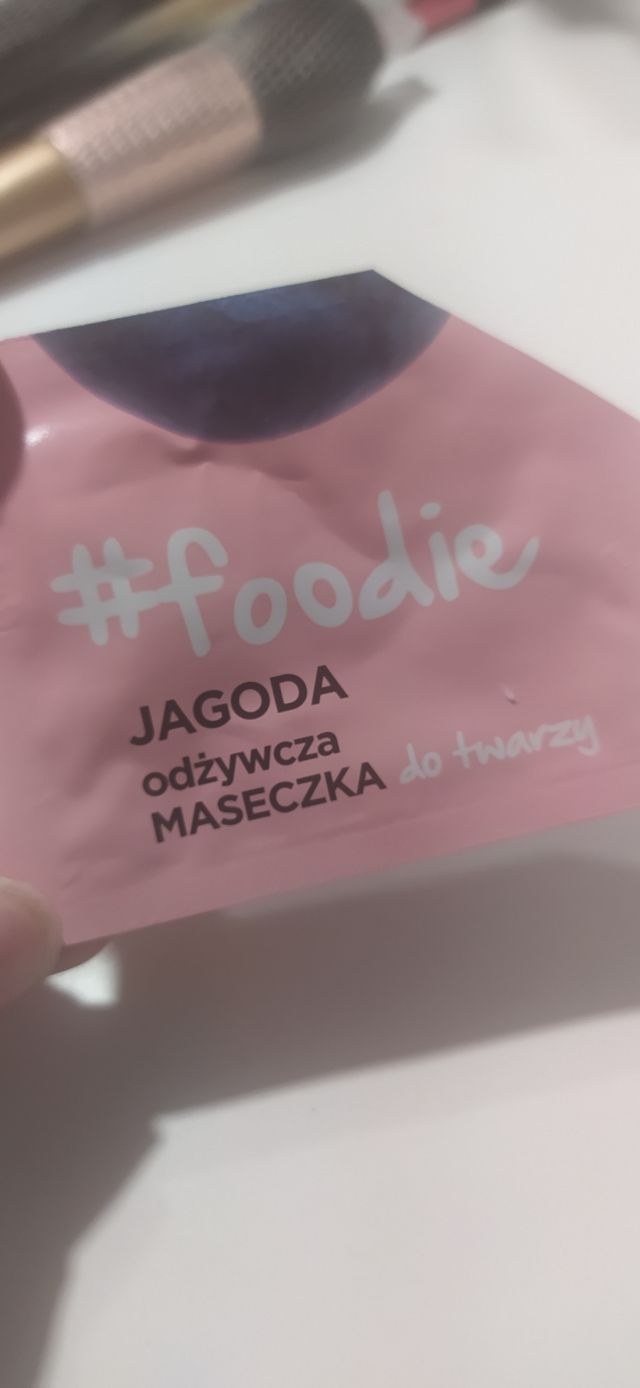 #foodie
JAGODA
odżywcza
MASECZKA do twarzy